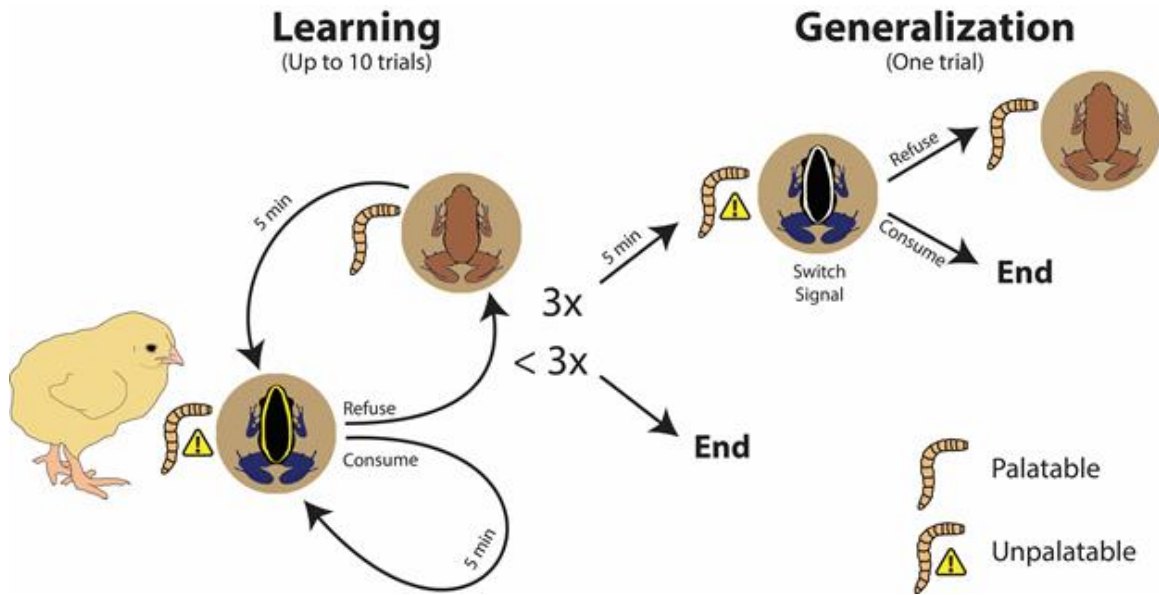 Learning
(Up to 10 trials)
5 min
Refuse
Consume
5 min
3x
< 3x
End
Generalization
(One trial)
5 min
Switch
Signal
Refuse
Consume
End
Palatable
Unpalatable